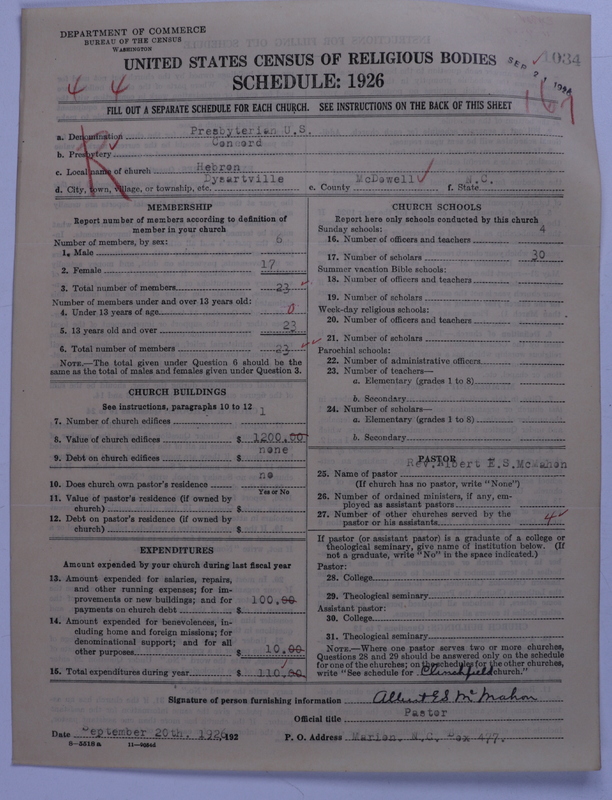 DEPARTMENT OF COMMERCE
BUREAU OF THE CENSUS
WASHINGTON
UNITED STATES CENSUS OF RELIGIOUS BODIES
SCHEDULE: 1926
SEP 21 1926
1034
4 4
167
FILL OUT A SEPARATE SCHEDULE FOR EACH CHURCH. SEE INSTRUCTIONS ON THE BACK OF THIS SHEET
a. Denomination Presbyterian U.S.
b. Presbytery Concord
c. Local name of church Hebron
d. City, town, village, or township, etc. Dysartville e. County McDowell f. State N.C.
MEMBERSHIP
Report number of members according to definition of
member in your church
Number of members, by sex:
1. Male 6
2. Female 17
3. Total number of members 23
Number of members under and over 13 years old:
4. Under 13 years of age 0
5. 13 years old and over 23
6. Total number of members 23
NOTE.—The total given under Question 6 should be the
same as the total of males and females given under Question 3.
CHURCH BUILDINGS
See instructions, paragraphs 10 to 12
7. Number of church edifices 1
8. Value of church edifices $ 1200.00
9. Debt on church edifices $ none
10. Does church own pastor's residence no
Yes or No
11. Value of pastor's residence (if owned by
church) $
12. Debt on pastor's residence (if owned by
church) $
EXPENDITURES
Amount expended by your church during last fiscal year
13. Amount expended for salaries, repairs,
and other running expenses; for im-
provements or new buildings; and for
payments on church debt $ 100.00
14. Amount expended for benevolences, in-
cluding home and foreign missions; for
denominational support; and for all
other purposes $ 10.00
15. Total expenditures during year $ 110.00
CHURCH SCHOOLS
Report here only schools conducted by this church
Sunday schools:
16. Number of officers and teachers 4
17. Number of scholars 30
Summer vacation Bible schools:
18. Number of officers and teachers
19. Number of scholars
Week-day religious schools:
20. Number of officers and teachers
21. Number of scholars
Parochial schools:
22. Number of administrative officers
23. Number of teachers—
a. Elementary (grades 1 to 8)
b. Secondary
24. Number of scholars—
a. Elementary (grades 1 to 8)
b. Secondary
PASTOR
25. Name of pastor Rev. Albert E.S. McMahon
(If church has no pastor, write "None")
26. Number of ordained ministers, if any, em-
ployed as assistant pastors
27. Number of other churches served by the
pastor or his assistants 4
If pastor (or assistant pastor) is a graduate of a college or
theological seminary, give name of institution below. (If
not a graduate, write "No" in the space indicated.)
Pastor:
28. College
29. Theological seminary
Assistant pastor:
30. College
31. Theological seminary
NOTE.—Where one pastor serves two or more churches,
Questions 28 and 29 should be answered only on the schedule
for one of the churches; on the schedules for the other churches,
write "See schedule for Clinchfield church."
Signature of person furnishing information Albert E S McMahon
Official title Pastor
Date September 20th, 1926 192 P. O. Address Marion, N.C. Box 477.
8—5518 a